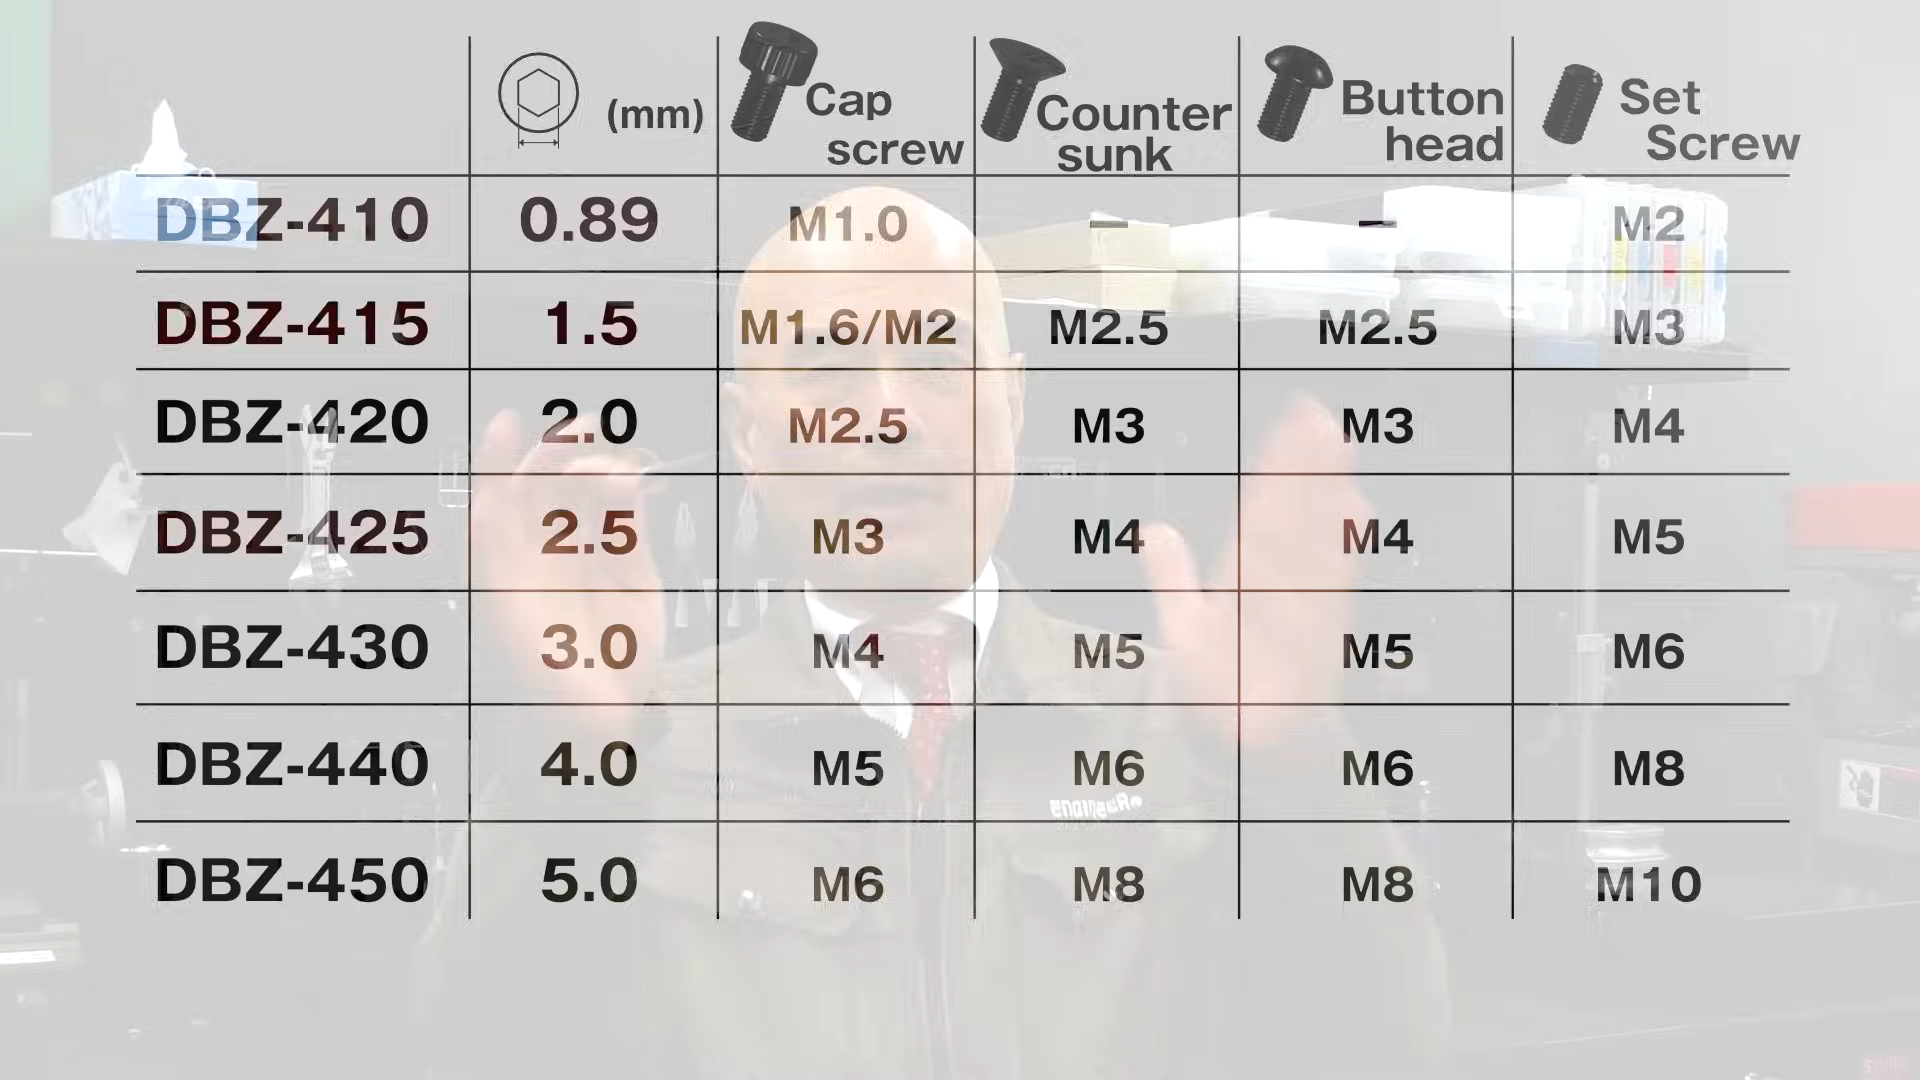 (mm) Cap screw Counter sunk Button head Set Screw
DBZ-410 0.89 M1.0 - - M2
DBZ-415 1.5 M1.6/M2 M2.5 M2.5 M3
DBZ-420 2.0 M2.5 M3 M3 M4
DBZ-425 2.5 M3 M4 M4 M5
DBZ-430 3.0 M4 M5 M5 M6
DBZ-440 4.0 M5 M6 M6 M8
ENGINEER
DBZ-450 5.0 M6 M8 M8 M10